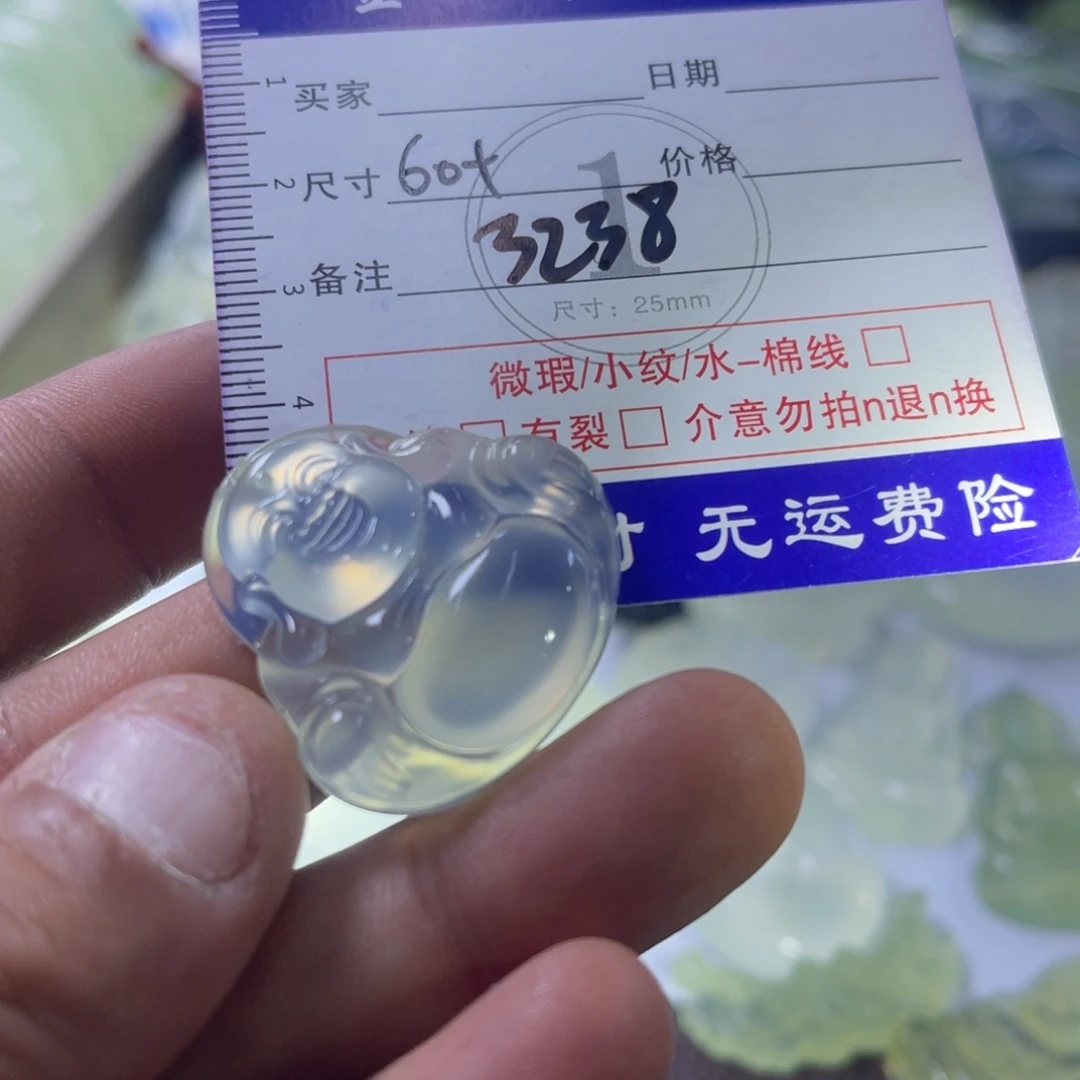 买家 日期
1
尺寸 60+ 价格
2
3238
备注
3
尺寸：25mm
微瑕/小纹/水-棉线 □
4
□ 有裂 □ 介意勿拍n退n换
无运费险